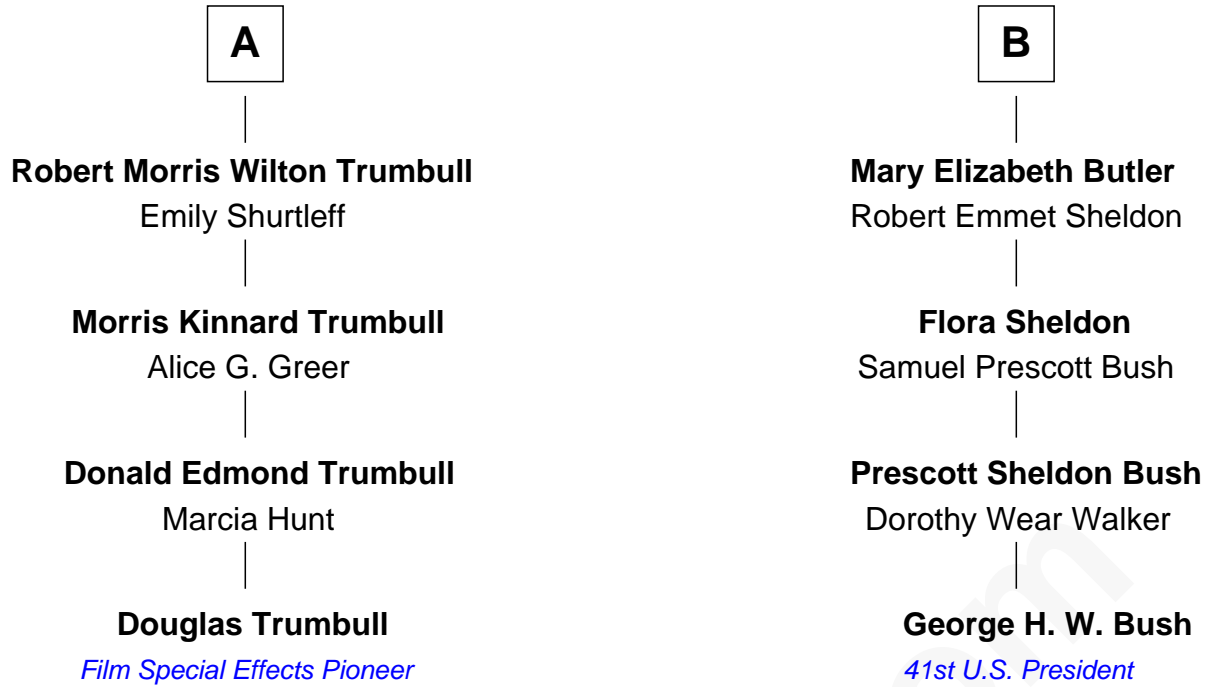 A
Robert Morris Wilton Trumbull
Emily Shurtleff
Morris Kinnard Trumbull
Alice G. Greer
Donald Edmond Trumbull
Marcia Hunt
Douglas Trumbull
Film Special Effects Pioneer
B
Mary Elizabeth Butler
Robert Emmet Sheldon
Flora Sheldon
Samuel Prescott Bush
Prescott Sheldon Bush
Dorothy Wear Walker
George H. W. Bush
41st U.S. President